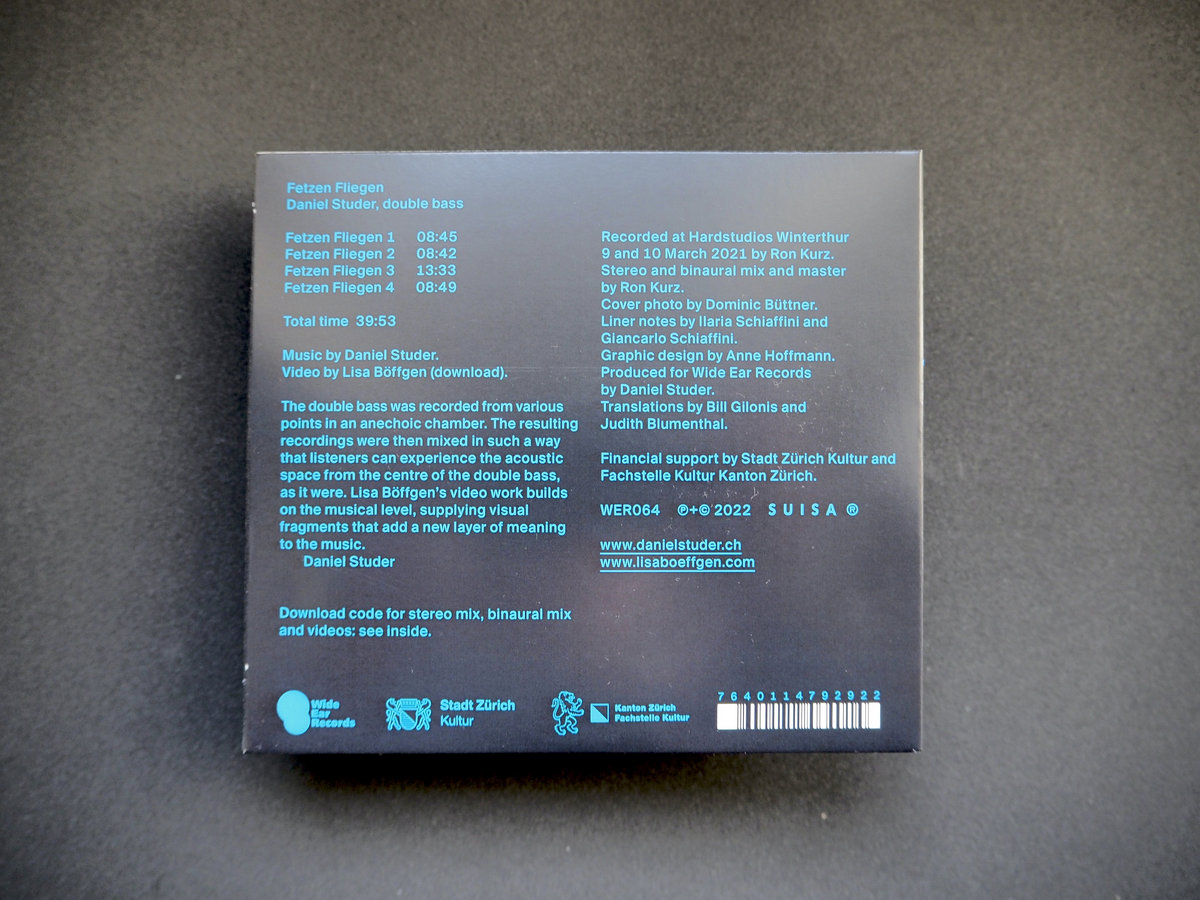 Fetzen Fliegen
Daniel Studer, double bass
Fetzen Fliegen 1 08:45
Fetzen Fliegen 2 08:42
Fetzen Fliegen 3 13:33
Fetzen Fliegen 4 08:49
Total time 39:53
Music by Daniel Studer.
Video by Lisa Böffgen (download).
The double bass was recorded from various
points in an anechoic chamber. The resulting
recordings were then mixed in such a way
that listeners can experience the acoustic
space from the centre of the double bass,
as it were. Lisa Böffgen's video work builds
on the musical level, supplying visual
fragments that add a new layer of meaning
to the music.
Daniel Studer
Download code for stereo mix, binaural mix
and videos: see inside.
Recorded at Hardstudios Winterthur
9 and 10 March 2021 by Ron Kurz.
Stereo and binaural mix and master
by Ron Kurz.
Cover photo by Dominic Büttner.
Liner notes by Ilaria Schiaffini and
Giancarlo Schiaffini.
Graphic design by Anne Hoffmann.
Produced for Wide Ear Records
by Daniel Studer.
Translations by Bill Gilonis and
Judith Blumenthal.
Financial support by Stadt Zürich Kultur and
Fachstelle Kultur Kanton Zürich.
WER064 ℗+© 2022 SUISA ®
www.danielstuder.ch
www.lisaboeffgen.com
Wide
Ear
Records
Stadt Zürich
Kultur
Kanton Zürich
Fachstelle Kultur
7640114792922